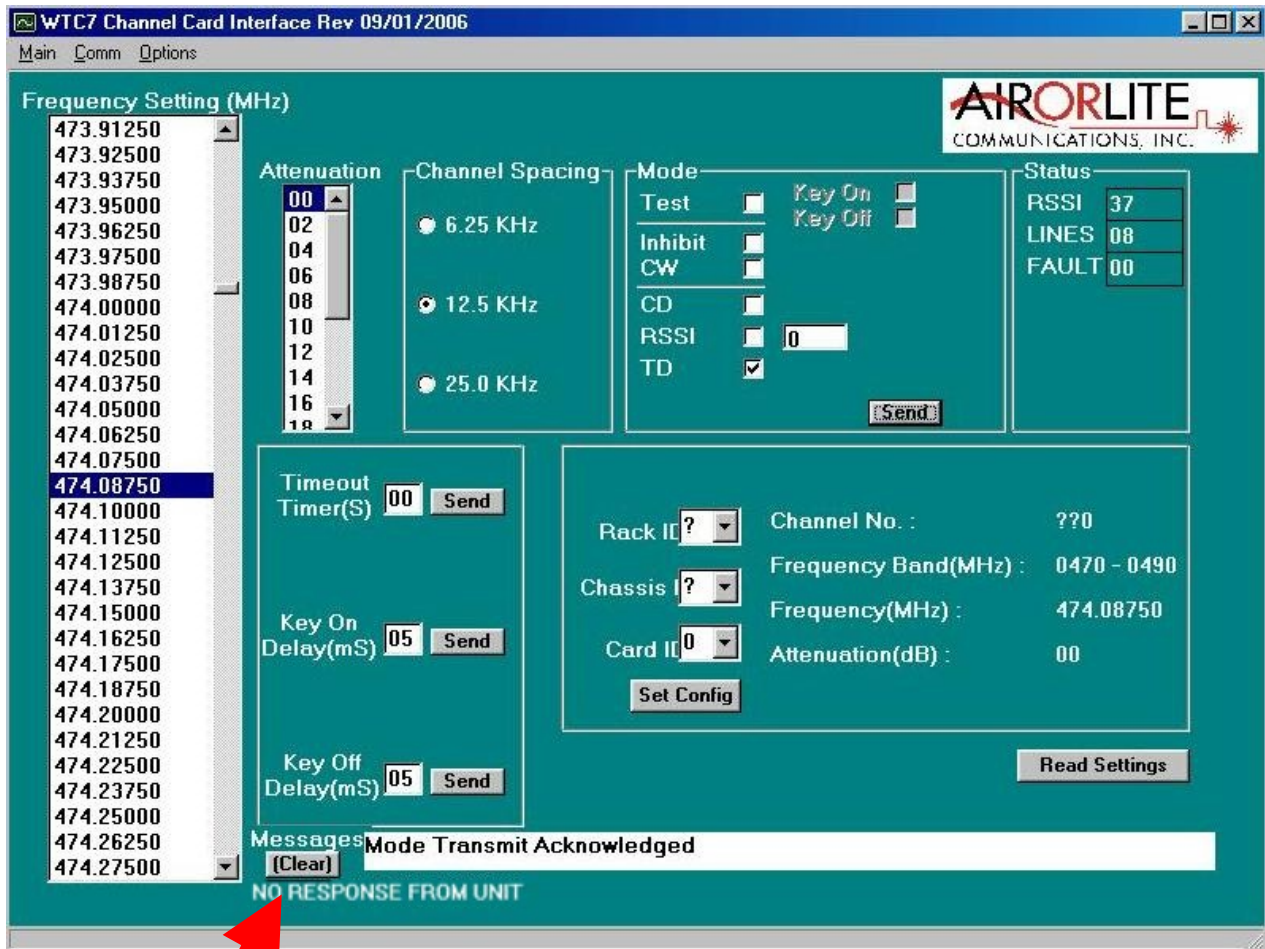 WTC7 Channel Card Interface Rev 09/01/2006
Main Comm Options
Frequency Setting (MHz)
473.91250
473.92500
473.93750
473.95000
473.96250
473.97500
473.98750
474.00000
474.01250
474.02500
474.03750
474.05000
474.06250
474.07500
474.08750
474.10000
474.11250
474.12500
474.13750
474.15000
474.16250
474.17500
474.18750
474.20000
474.21250
474.22500
474.23750
474.25000
474.26250
474.27500
AIRORLITE
COMMUNICATIONS, INC.
Attenuation
00
02
04
06
08
10
12
14
16
18
Channel Spacing
6.25 KHz
12.5 KHz
25.0 KHz
Mode
Test
Key On
Key Off
Inhibit
CW
CD
RSSI 0
TD
Send
Status
RSSI 37
LINES 08
FAULT 00
Timeout
Timer(S) 00 Send
Key On
Delay(mS) 05 Send
Key Off
Delay(mS) 05 Send
Rack ID ?
Chassis I ?
Card ID 0
Set Config
Channel No. : ??0
Frequency Band(MHz) : 0470 - 0490
Frequency(MHz) : 474.08750
Attenuation(dB) : 00
Read Settings
Messages Mode Transmit Acknowledged
(Clear)
NO RESPONSE FROM UNIT